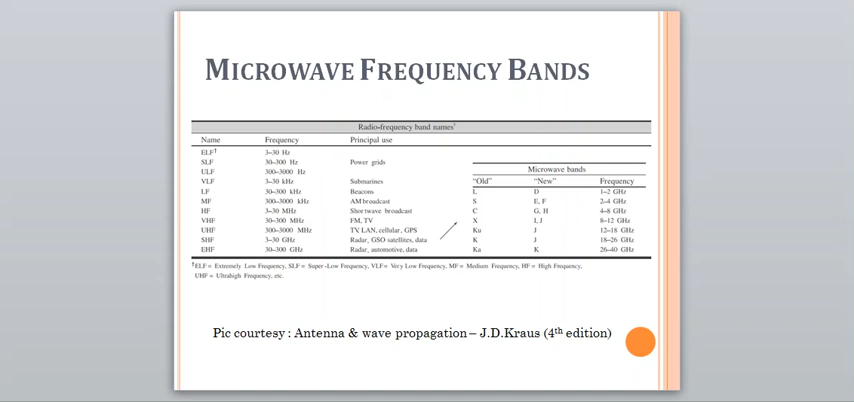 MICROWAVE FREQUENCY BANDS
Radio-frequency band names†
Name Frequency Principal use
ELF† 3–30 Hz
SLF 30–300 Hz Power grids
ULF 300–3000 Hz
VLF 3–30 kHz Submarines
LF 30–300 kHz Beacons
MF 300–3000 kHz AM broadcast
HF 3–30 MHz Shortwave broadcast
VHF 30–300 MHz FM, TV
UHF 300–3000 MHz TV, LAN, cellular, GPS
SHF 3–30 GHz Radar, GSO satellites, data
EHF 30–300 GHz Radar, automotive, data
Microwave bands
“Old” “New” Frequency
L D 1–2 GHz
S E, F 2–4 GHz
C G, H 4–8 GHz
X I, J 8–12 GHz
Ku J 12–18 GHz
K J 18–26 GHz
Ka K 26–40 GHz
†ELF = Extremely Low Frequency, SLF = Super-Low Frequency, VLF = Very Low Frequency, MF = Medium Frequency, HF = High Frequency,
UHF = Ultrahigh Frequency, etc.
Pic courtesy : Antenna & wave propagation – J.D.Kraus (4th edition)